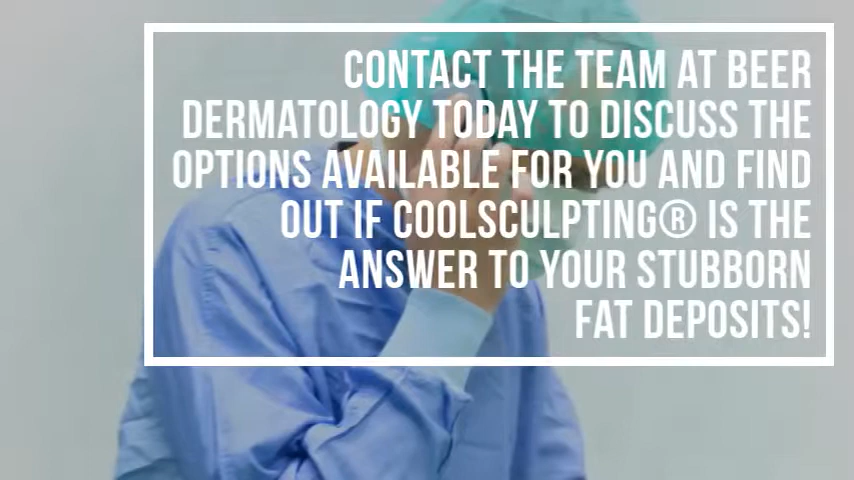 CONTACT THE TEAM AT BEER
DERMATOLOGY TODAY TO DISCUSS THE
OPTIONS AVAILABLE FOR YOU AND FIND
OUT IF COOLSCULPTING® IS THE
ANSWER TO YOUR STUBBORN
FAT DEPOSITS!